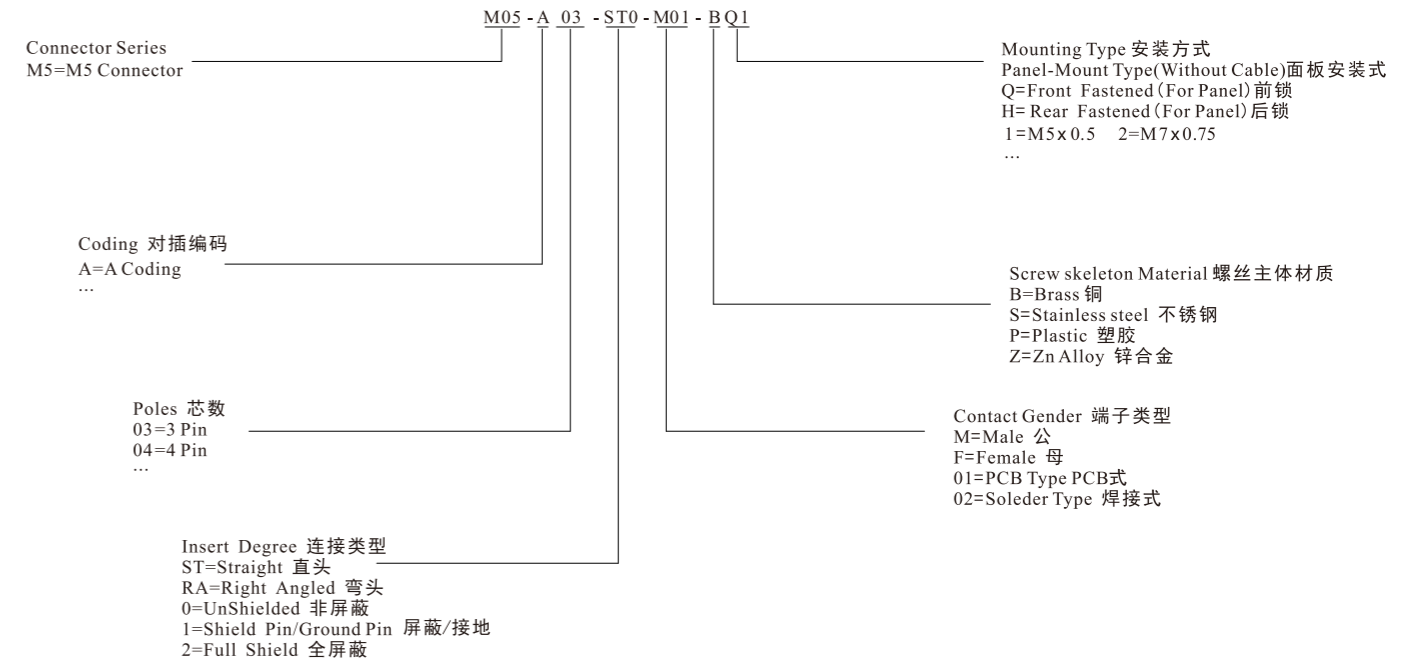 M05 - A 03 - ST0 - M01 - B Q1
Connector Series
M5=M5 Connector
Mounting Type 安装方式
Panel-Mount Type(Without Cable)面板安装式
Q=Front Fastened(For Panel)前锁
H= Rear Fastened(For Panel)后锁
1=M5x0.5 2=M7x0.75
...
Coding 对插编码
A=A Coding
...
Screw skeleton Material 螺丝主体材质
B=Brass 铜
S=Stainless steel 不锈钢
P=Plastic 塑胶
Z=Zn Alloy 锌合金
Poles 芯数
03=3 Pin
04=4 Pin
...
Contact Gender 端子类型
M=Male 公
F=Female 母
01=PCB Type PCB式
02=Soleder Type 焊接式
Insert Degree 连接类型
ST=Straight 直头
RA=Right Angled 弯头
0=UnShielded 非屏蔽
1=Shield Pin/Ground Pin 屏蔽/接地
2=Full Shield 全屏蔽